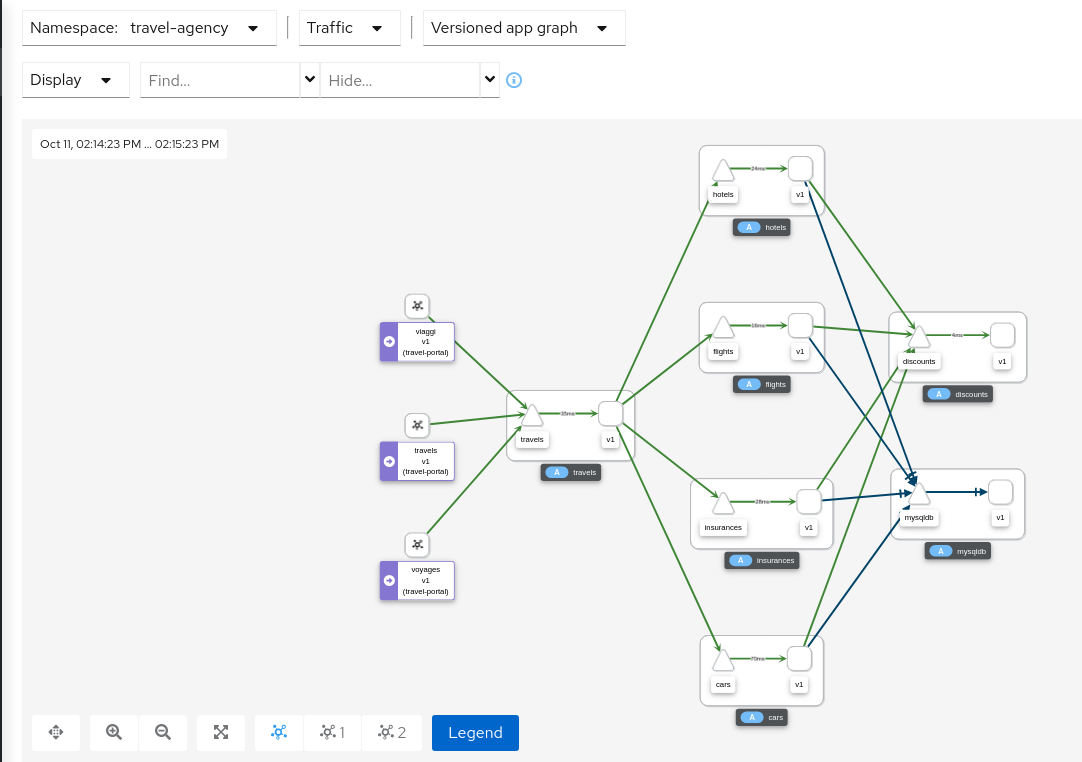 Namespace: travel-agency
Traffic
Versioned app graph
Display
Find...
Hide...
Oct 11, 02:14:23 PM ... 02:15:23 PM
24ms
hotels
v1
A hotels
viaggi
v1
(travel-portal)
18ms
flights
v1
A flights
4ms
discounts
v1
A discounts
travels
v1
(travel-portal)
35ms
travels
v1
A travels
28ms
insurances
v1
A insurances
mysqldb
v1
A mysqldb
voyages
v1
(travel-portal)
cars
v1
A cars
1
2
Legend